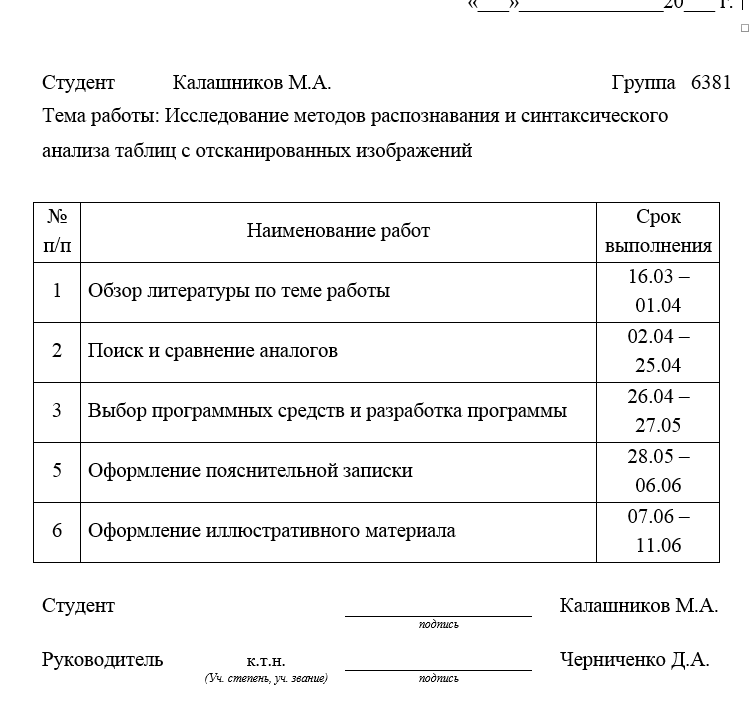 «___»______________20___ г.
Студент Калашников М.А. Группа 6381
Тема работы: Исследование методов распознавания и синтаксического
анализа таблиц с отсканированных изображений
№
п/п
Наименование работ
Срок
выполнения
1
Обзор литературы по теме работы
16.03 –
01.04
2
Поиск и сравнение аналогов
02.04 –
25.04
3
Выбор программных средств и разработка программы
26.04 –
27.05
5
Оформление пояснительной записки
28.05 –
06.06
6
Оформление иллюстративного материала
07.06 –
11.06
Студент Калашников М.А.
подпись
Руководитель к.т.н. Черниченко Д.А.
(Уч. степень, уч. звание) подпись